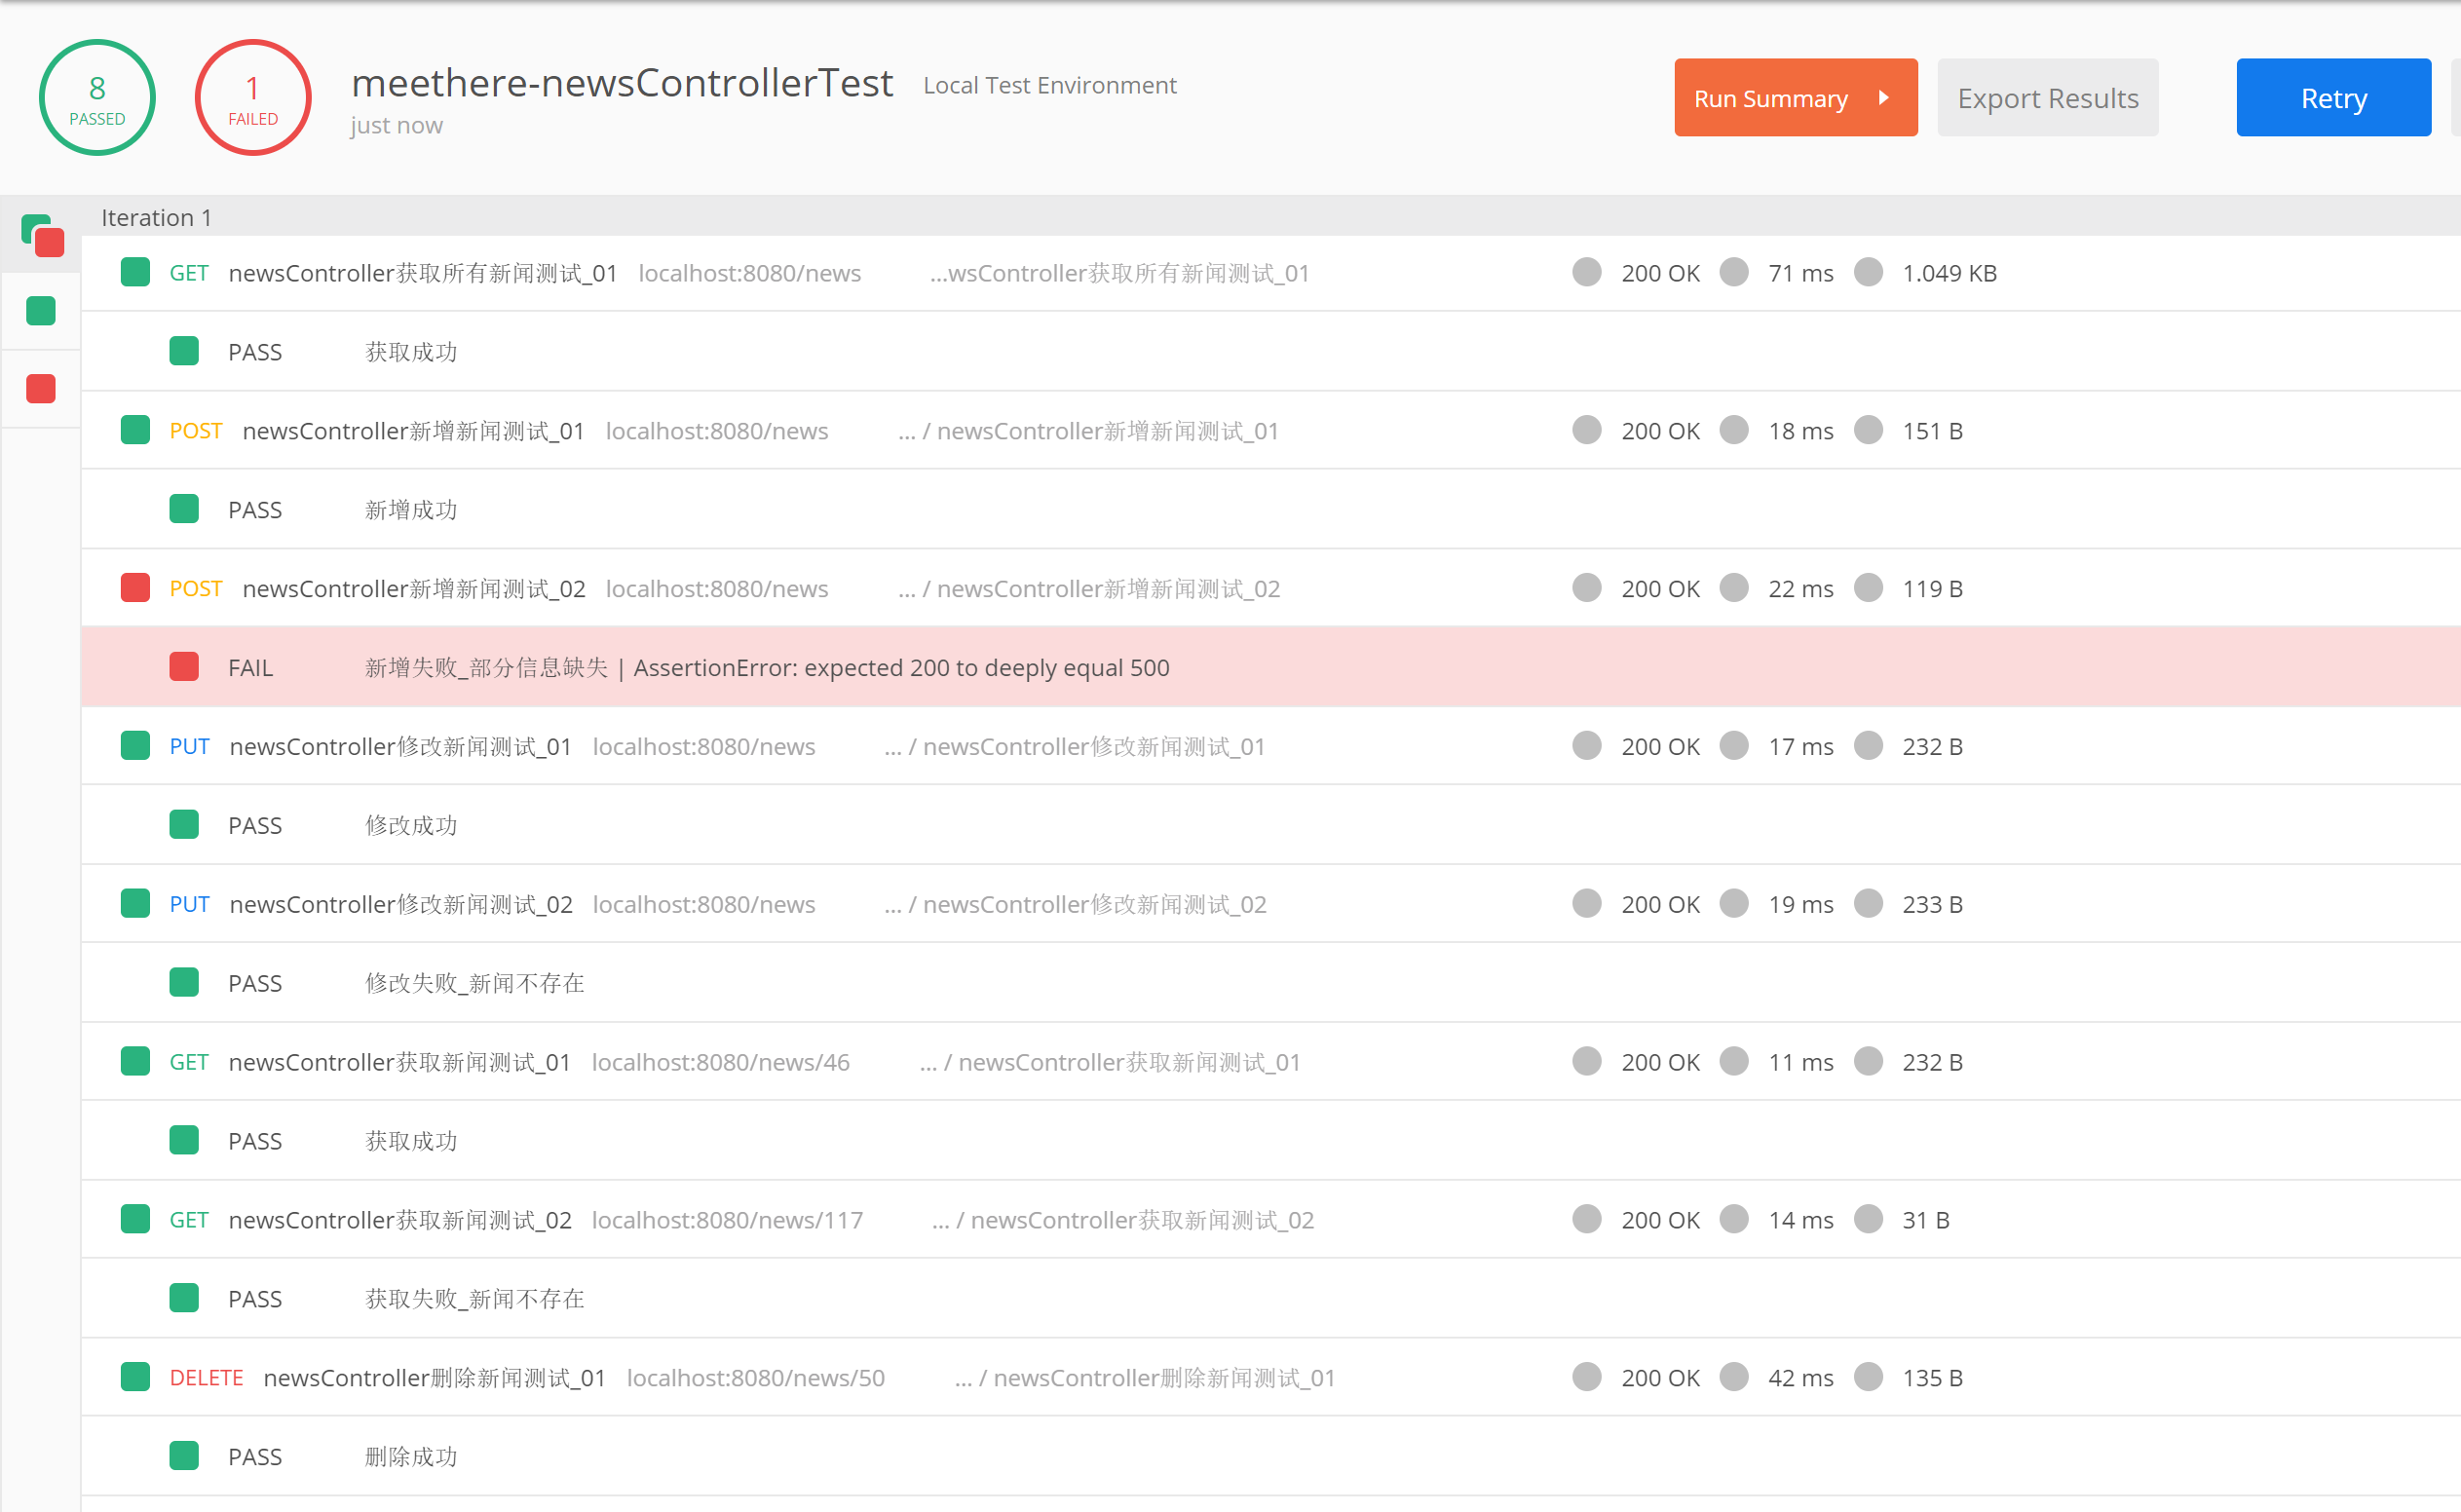 8 PASSED 1 FAILED meethere-newsControllerTest Local Test Environment Run Summary Export Results Retry
just now
Iteration 1
GET newsController获取所有新闻测试_01 localhost:8080/news ...wsController获取所有新闻测试_01 200 OK 71 ms 1.049 KB
PASS 获取成功
POST newsController新增新闻测试_01 localhost:8080/news ... / newsController新增新闻测试_01 200 OK 18 ms 151 B
PASS 新增成功
POST newsController新增新闻测试_02 localhost:8080/news ... / newsController新增新闻测试_02 200 OK 22 ms 119 B
FAIL 新增失败_部分信息缺失 | AssertionError: expected 200 to deeply equal 500
PUT newsController修改新闻测试_01 localhost:8080/news ... / newsController修改新闻测试_01 200 OK 17 ms 232 B
PASS 修改成功
PUT newsController修改新闻测试_02 localhost:8080/news ... / newsController修改新闻测试_02 200 OK 19 ms 233 B
PASS 修改失败_新闻不存在
GET newsController获取新闻测试_01 localhost:8080/news/46 ... / newsController获取新闻测试_01 200 OK 11 ms 232 B
PASS 获取成功
GET newsController获取新闻测试_02 localhost:8080/news/117 ... / newsController获取新闻测试_02 200 OK 14 ms 31 B
PASS 获取失败_新闻不存在
DELETE newsController删除新闻测试_01 localhost:8080/news/50 ... / newsController删除新闻测试_01 200 OK 42 ms 135 B
PASS 删除成功